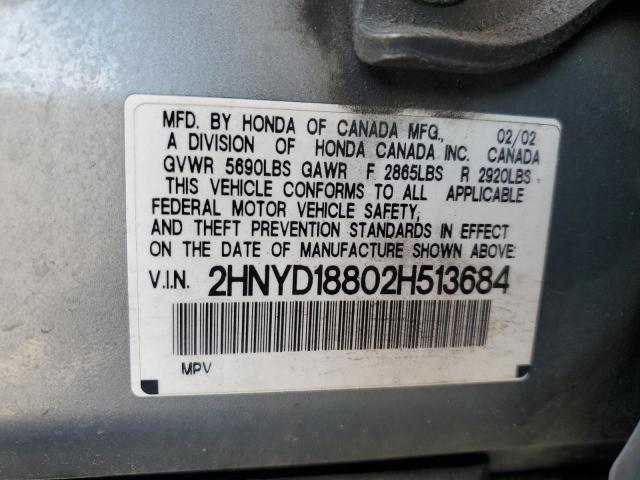 MFD. BY HONDA OF CANADA MFG., 02/02
A DIVISION OF HONDA CANADA INC. CANADA
GVWR 5690LBS GAWR F 2865LBS R 2920LBS
THIS VEHICLE CONFORMS TO ALL APPLICABLE
FEDERAL MOTOR VEHICLE SAFETY,
AND THEFT PREVENTION STANDARDS IN EFFECT
ON THE DATE OF MANUFACTURE SHOWN ABOVE.
V.I.N. 2HNYD18802H513684
MPV